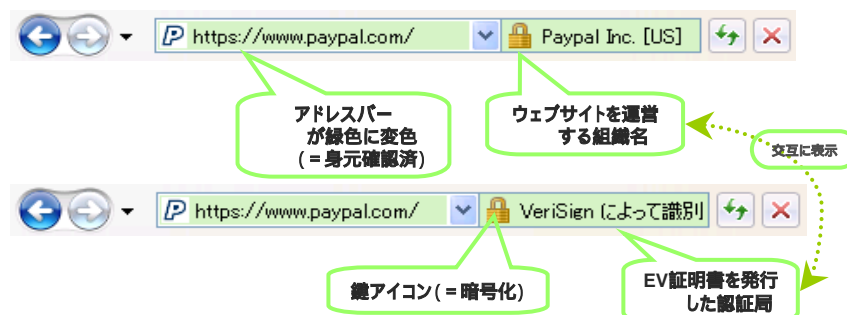 https://www.paypal.com/ Paypal Inc. [US]
アドレスバー
が緑色に変色
(=身元確認済)
ウェブサイトを運営
する組織名
交互に表示
https://www.paypal.com/ VeriSign によって識別
鍵アイコン(=暗号化)
EV証明書を発行
した認証局